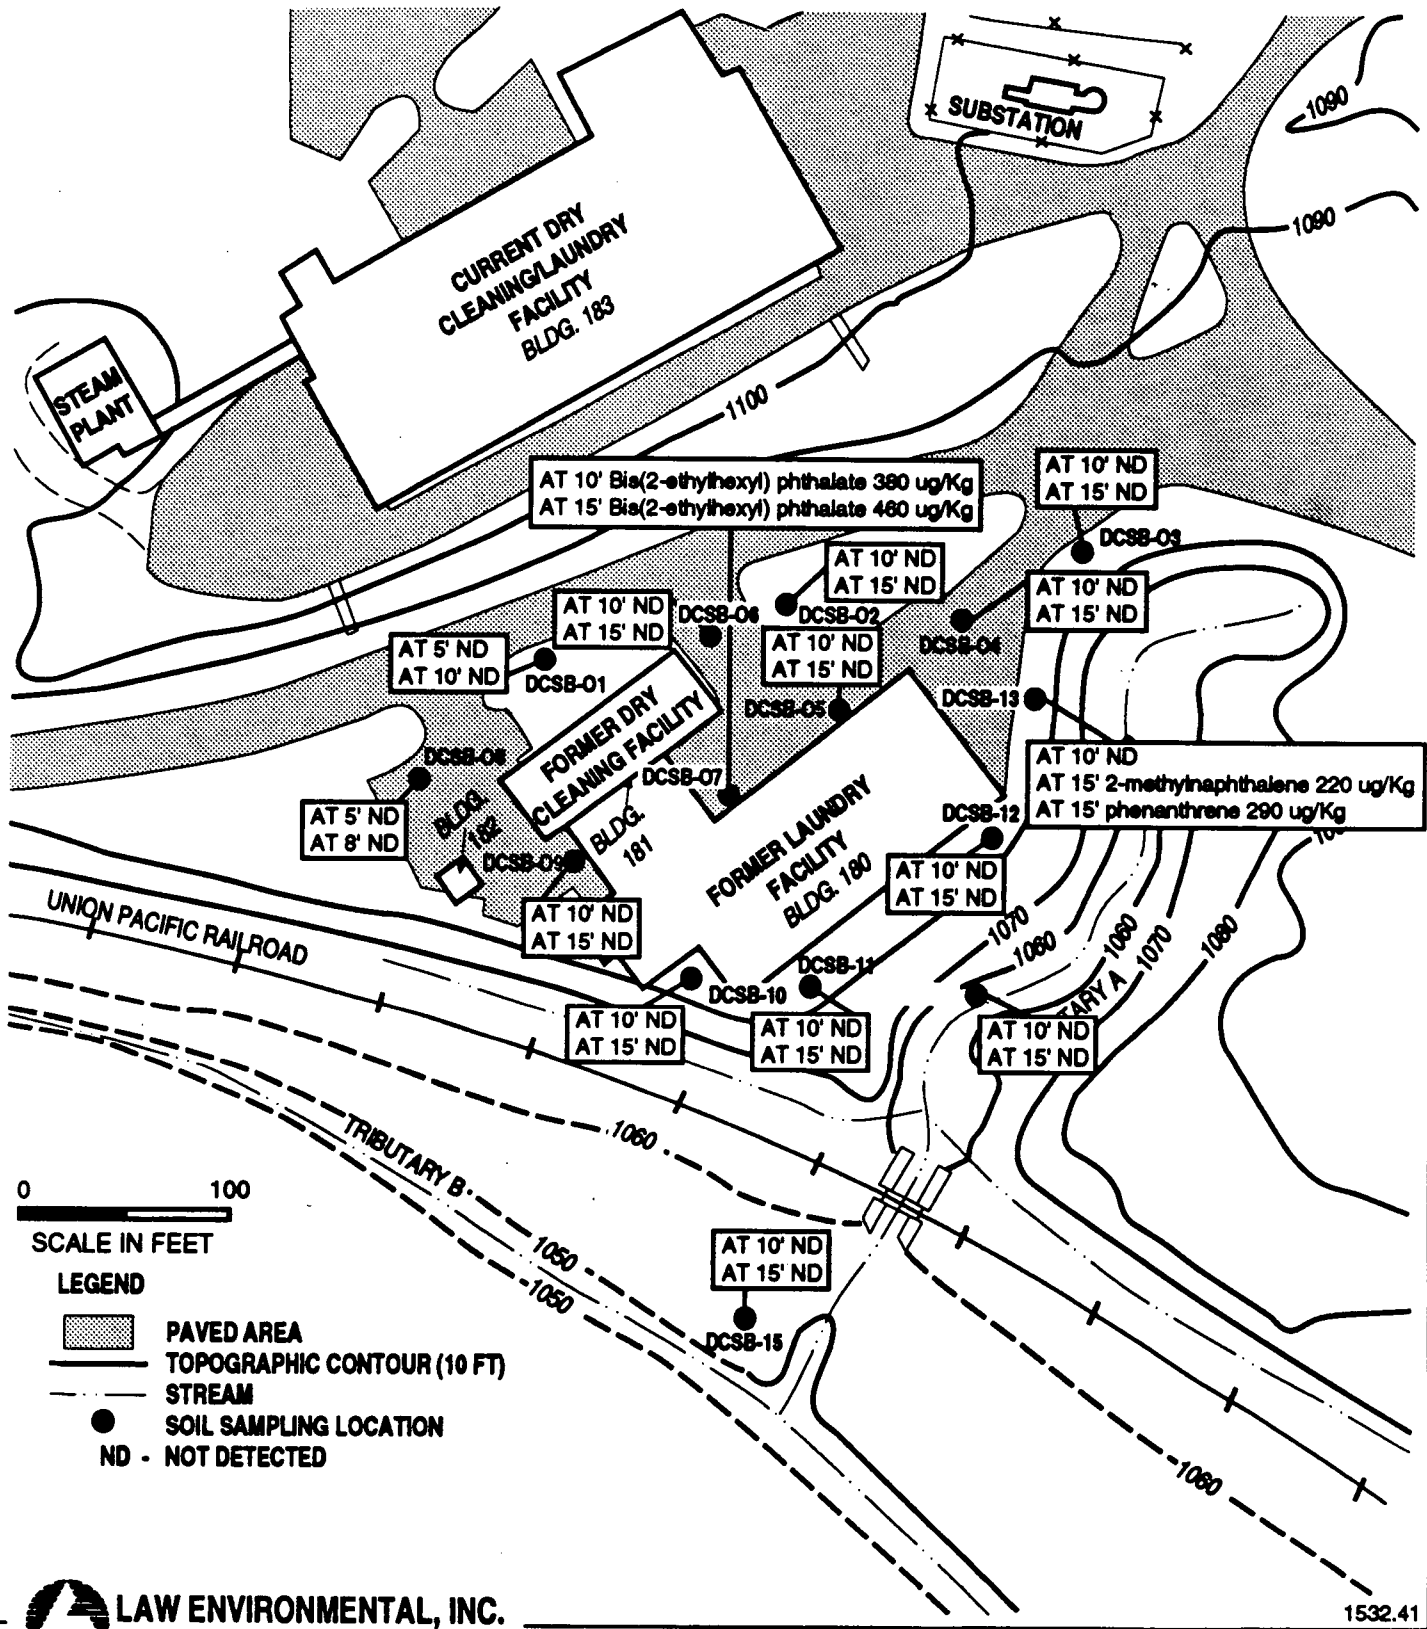 SUBSTATION
1090
1090
CURRENT DRY
CLEANING/LAUNDRY
FACILITY
BLDG. 183
STEAM
PLANT
1100
AT 10' Bis(2-ethylhexyl) phthalate 380 ug/Kg
AT 15' Bis(2-ethylhexyl) phthalate 460 ug/Kg
AT 10' ND
AT 15' ND
DCSB-03
AT 10' ND
AT 15' ND
DCSB-02
AT 10' ND
AT 15' ND
DCSB-04
AT 10' ND
AT 15' ND
DCSB-06
AT 5' ND
AT 10' ND
DCSB-01
AT 10' ND
AT 15' ND
DCSB-05
DCSB-13
AT 10' ND
AT 15' 2-methylnaphthalene 220 ug/Kg
AT 15' phenanthrene 290 ug/Kg
FORMER DRY
CLEANING FACILITY
DCSB-08
AT 5' ND
AT 8' ND
BLDG.
182
DCSB-07
BLDG.
181
DCSB-09
AT 10' ND
AT 15' ND
FORMER LAUNDRY
FACILITY
BLDG. 180
DCSB-12
AT 10' ND
AT 15' ND
UNION PACIFIC RAILROAD
1070
1060
1060
1070
1080
DCSB-10
AT 10' ND
AT 15' ND
DCSB-11
AT 10' ND
AT 15' ND
TARY A
AT 10' ND
AT 15' ND
1060
TRIBUTARY B
1050
1050
AT 10' ND
AT 15' ND
DCSB-15
1060
0 100
SCALE IN FEET
LEGEND
PAVED AREA
TOPOGRAPHIC CONTOUR (10 FT)
STREAM
SOIL SAMPLING LOCATION
ND - NOT DETECTED
LAW ENVIRONMENTAL, INC.
1532.41